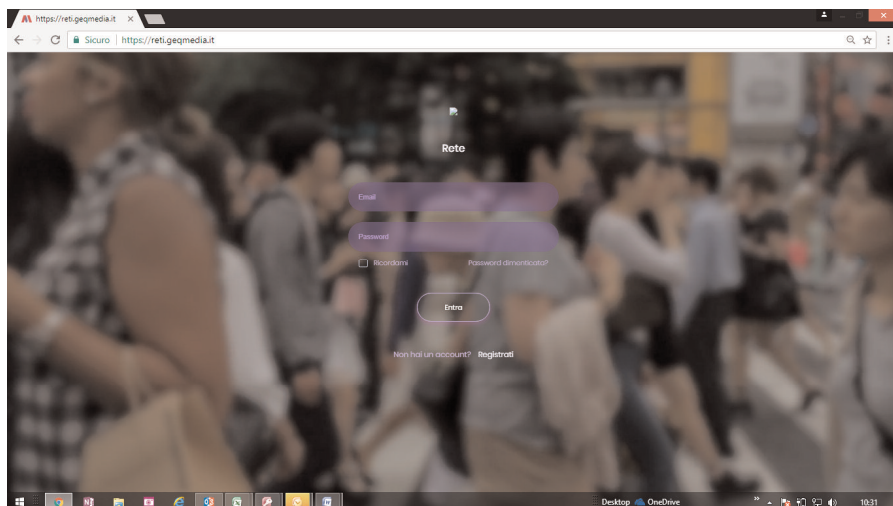 https://reti.geqmedia.it
Sicuro https://reti.geqmedia.it
Rete
Email
Password
Ricordami Password dimenticata?
Entra
Non hai un account? Registrati
Desktop OneDrive 10:31